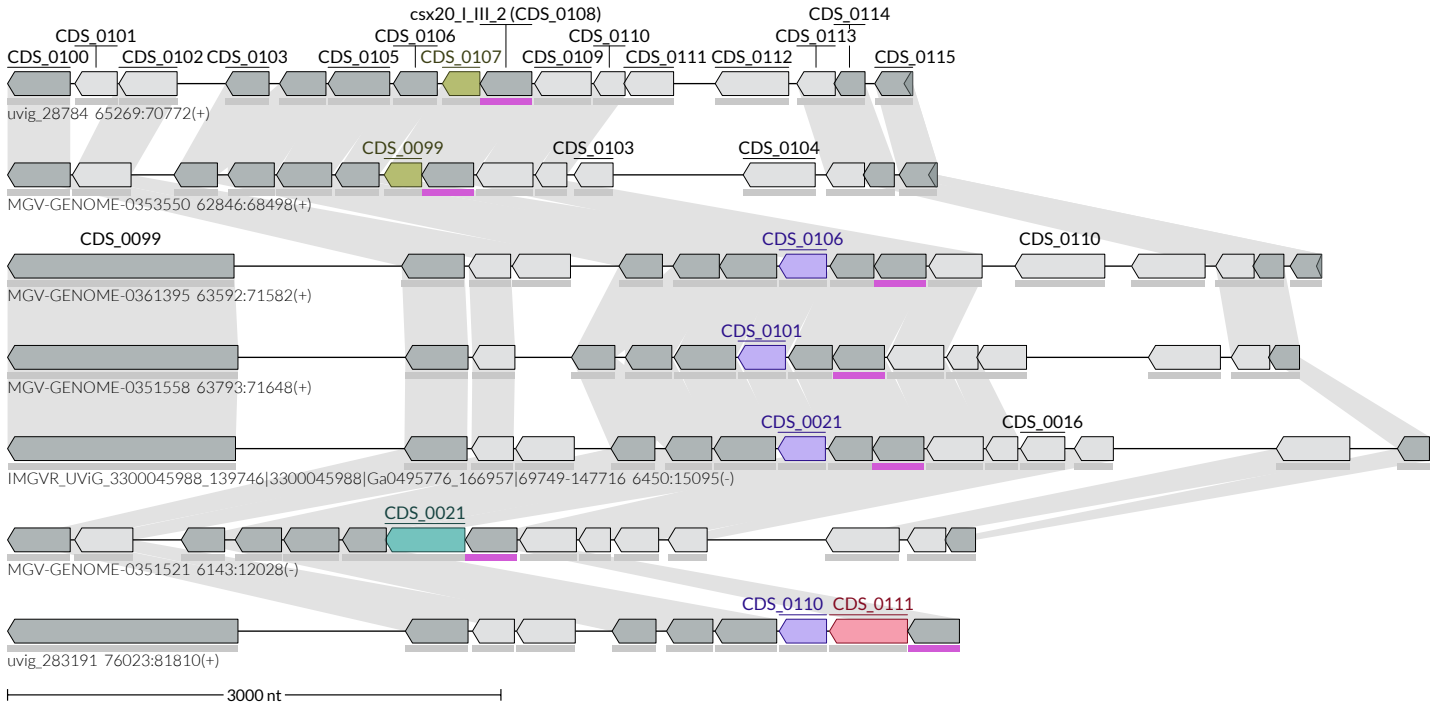 csx20_I_III_2 (CDS_0108) CDS_0114
CDS_0101 CDS_0106 CDS_0110 CDS_0113
CDS_0100 CDS_0102 CDS_0103 CDS_0105 CDS_0107 CDS_0109 CDS_0111 CDS_0112 CDS_0115
uvig_28784 65269:70772(+)
CDS_0099 CDS_0103 CDS_0104
MGV-GENOME-0353550 62846:68498(+)
CDS_0099 CDS_0106 CDS_0110
MGV-GENOME-0361395 63592:71582(+)
CDS_0101
MGV-GENOME-0351558 63793:71648(+)
CDS_0021 CDS_0016
IMGVR_UViG_3300045988_139746|3300045988|Ga0495776_166957|69749-147716 6450:15095(-)
CDS_0021
MGV-GENOME-0351521 6143:12028(-)
CDS_0110 CDS_0111
uvig_283191 76023:81810(+)
3000 nt